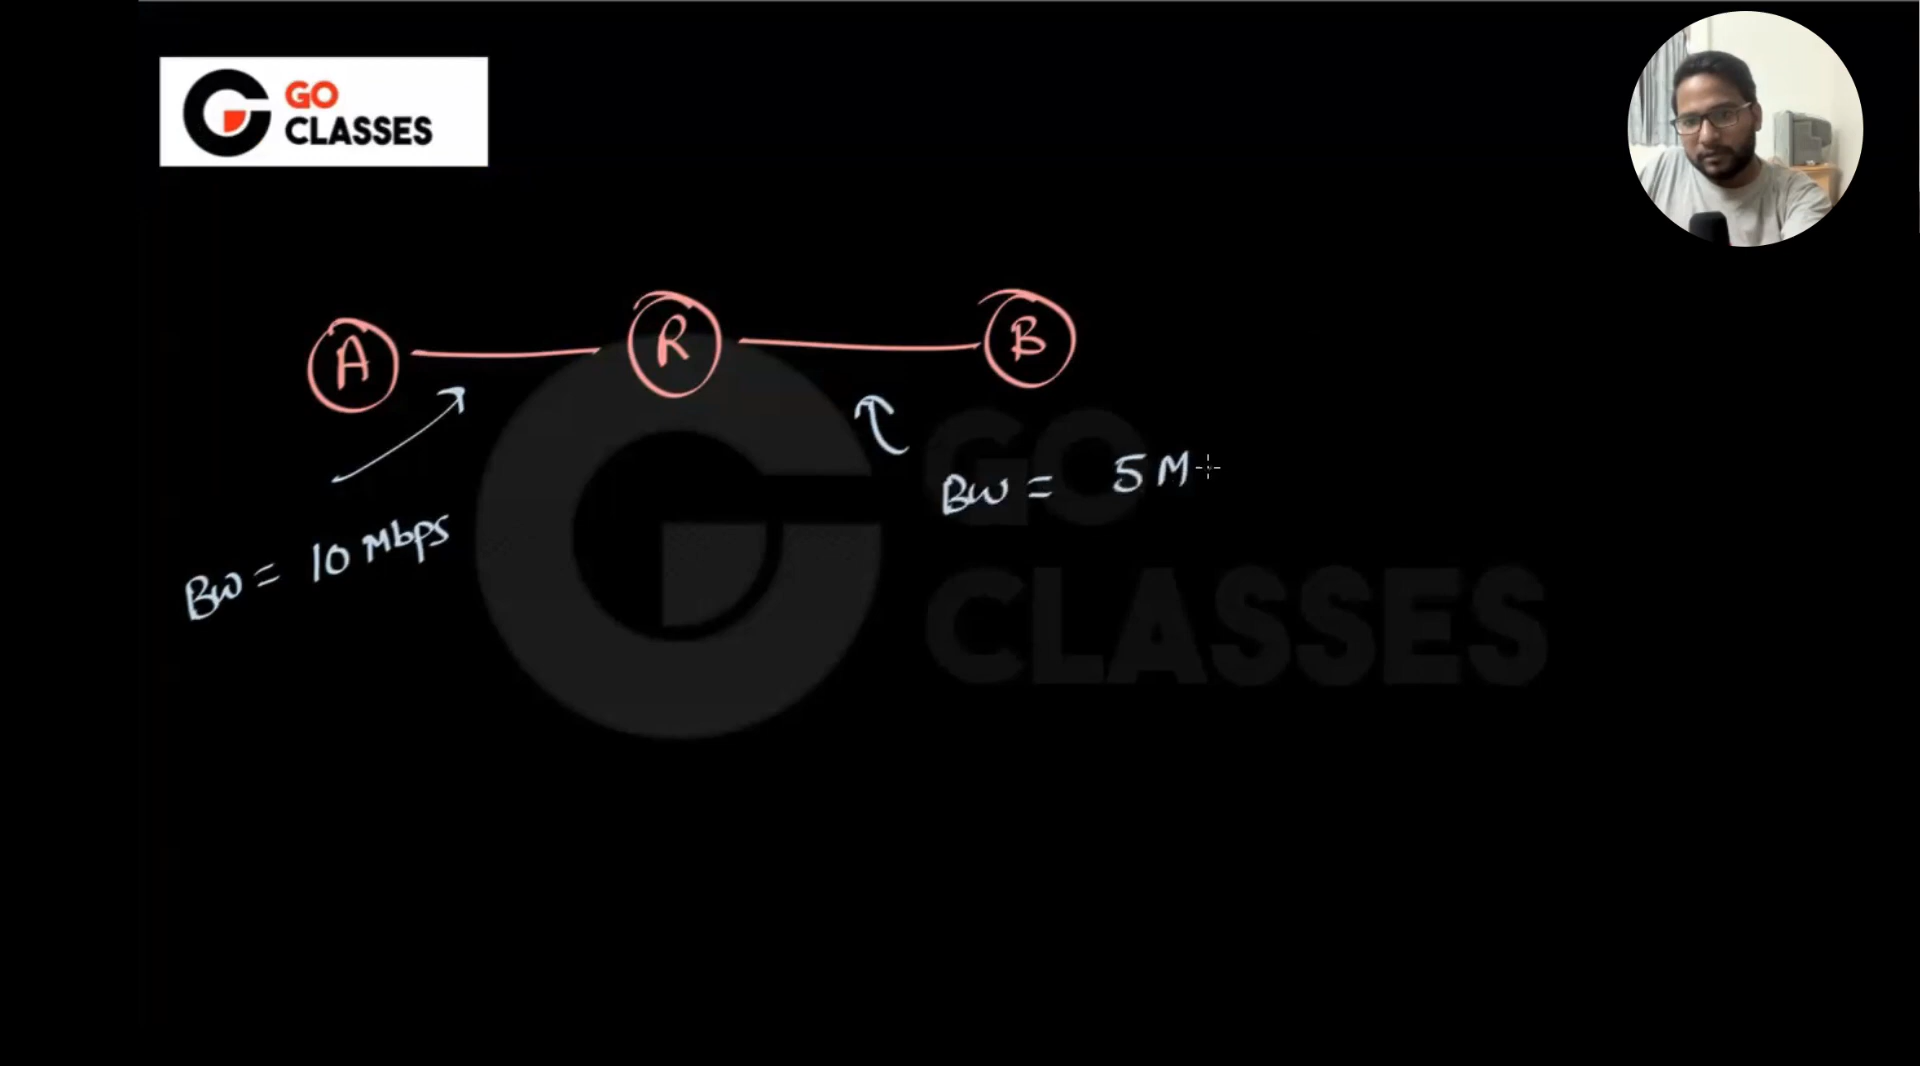 GO
CLASSES
A R B
BW = 5 M
BW = 10 Mbps
GO
CLASSES